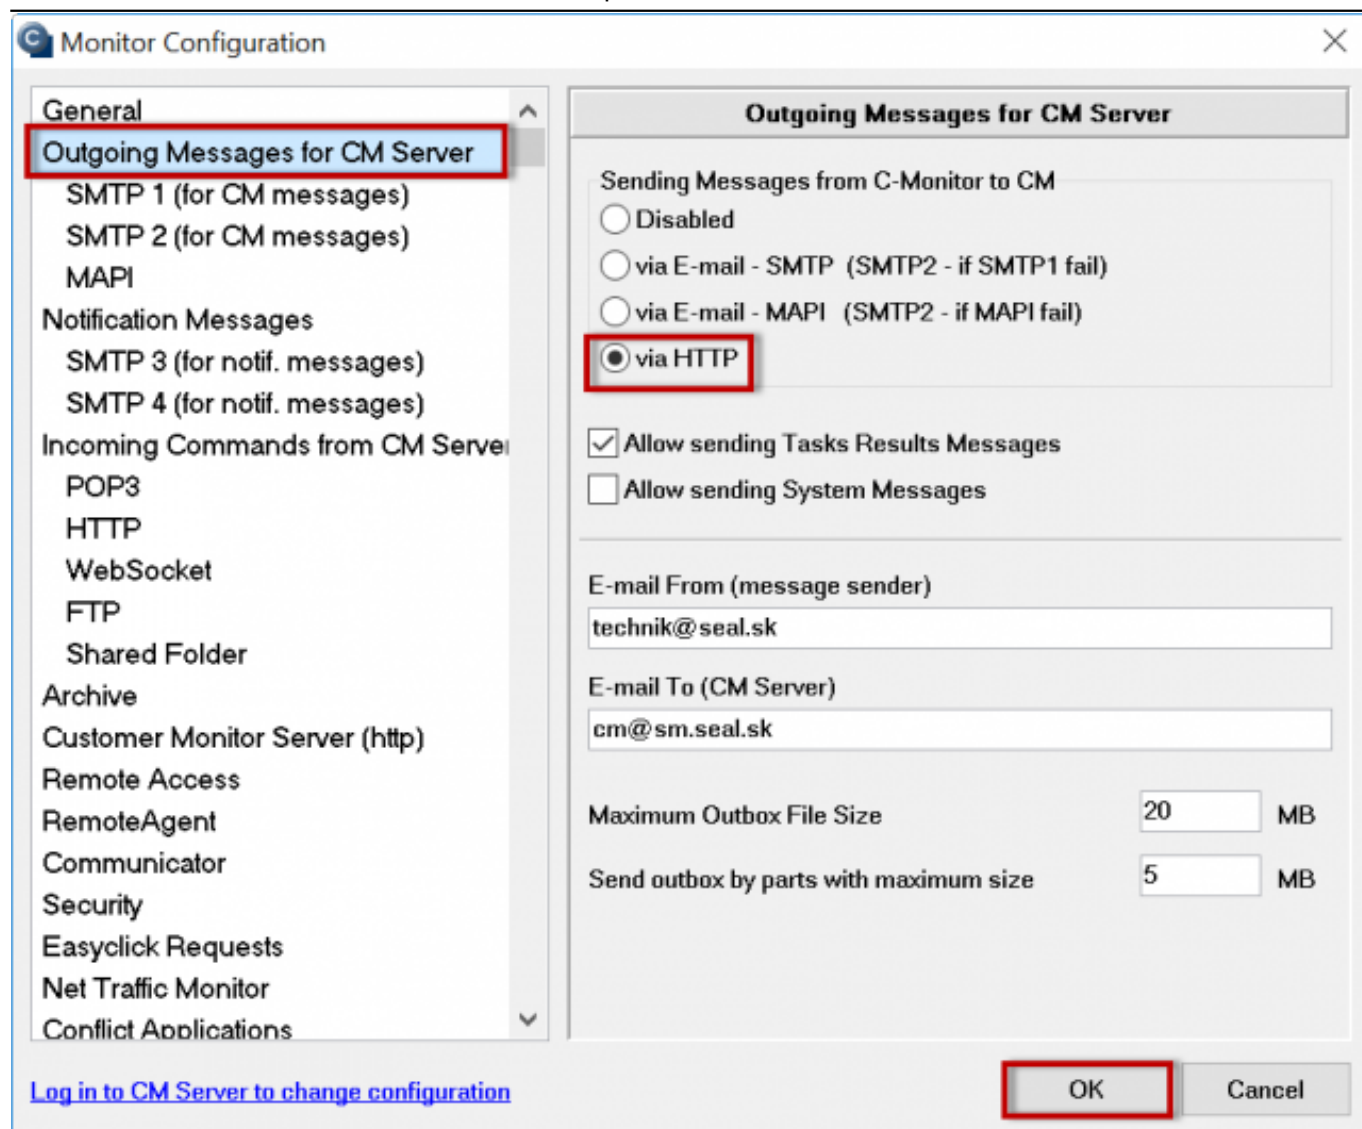 Monitor Configuration
General
Outgoing Messages for CM Server
SMTP 1 (for CM messages)
SMTP 2 (for CM messages)
MAPI
Notification Messages
SMTP 3 (for notif. messages)
SMTP 4 (for notif. messages)
Incoming Commands from CM Server
POP3
HTTP
WebSocket
FTP
Shared Folder
Archive
Customer Monitor Server (http)
Remote Access
RemoteAgent
Communicator
Security
Easyclick Requests
Net Traffic Monitor
Conflict Applications
Outgoing Messages for CM Server
Sending Messages from C-Monitor to CM
Disabled
via E-mail - SMTP (SMTP2 - if SMTP1 fail)
via E-mail - MAPI (SMTP2 - if MAPI fail)
via HTTP
Allow sending Tasks Results Messages
Allow sending System Messages
E-mail From (message sender)
technik@seal.sk
E-mail To (CM Server)
cm@sm.seal.sk
Maximum Outbox File Size 20 MB
Send outbox by parts with maximum size 5 MB
Log in to CM Server to change configuration
OK Cancel